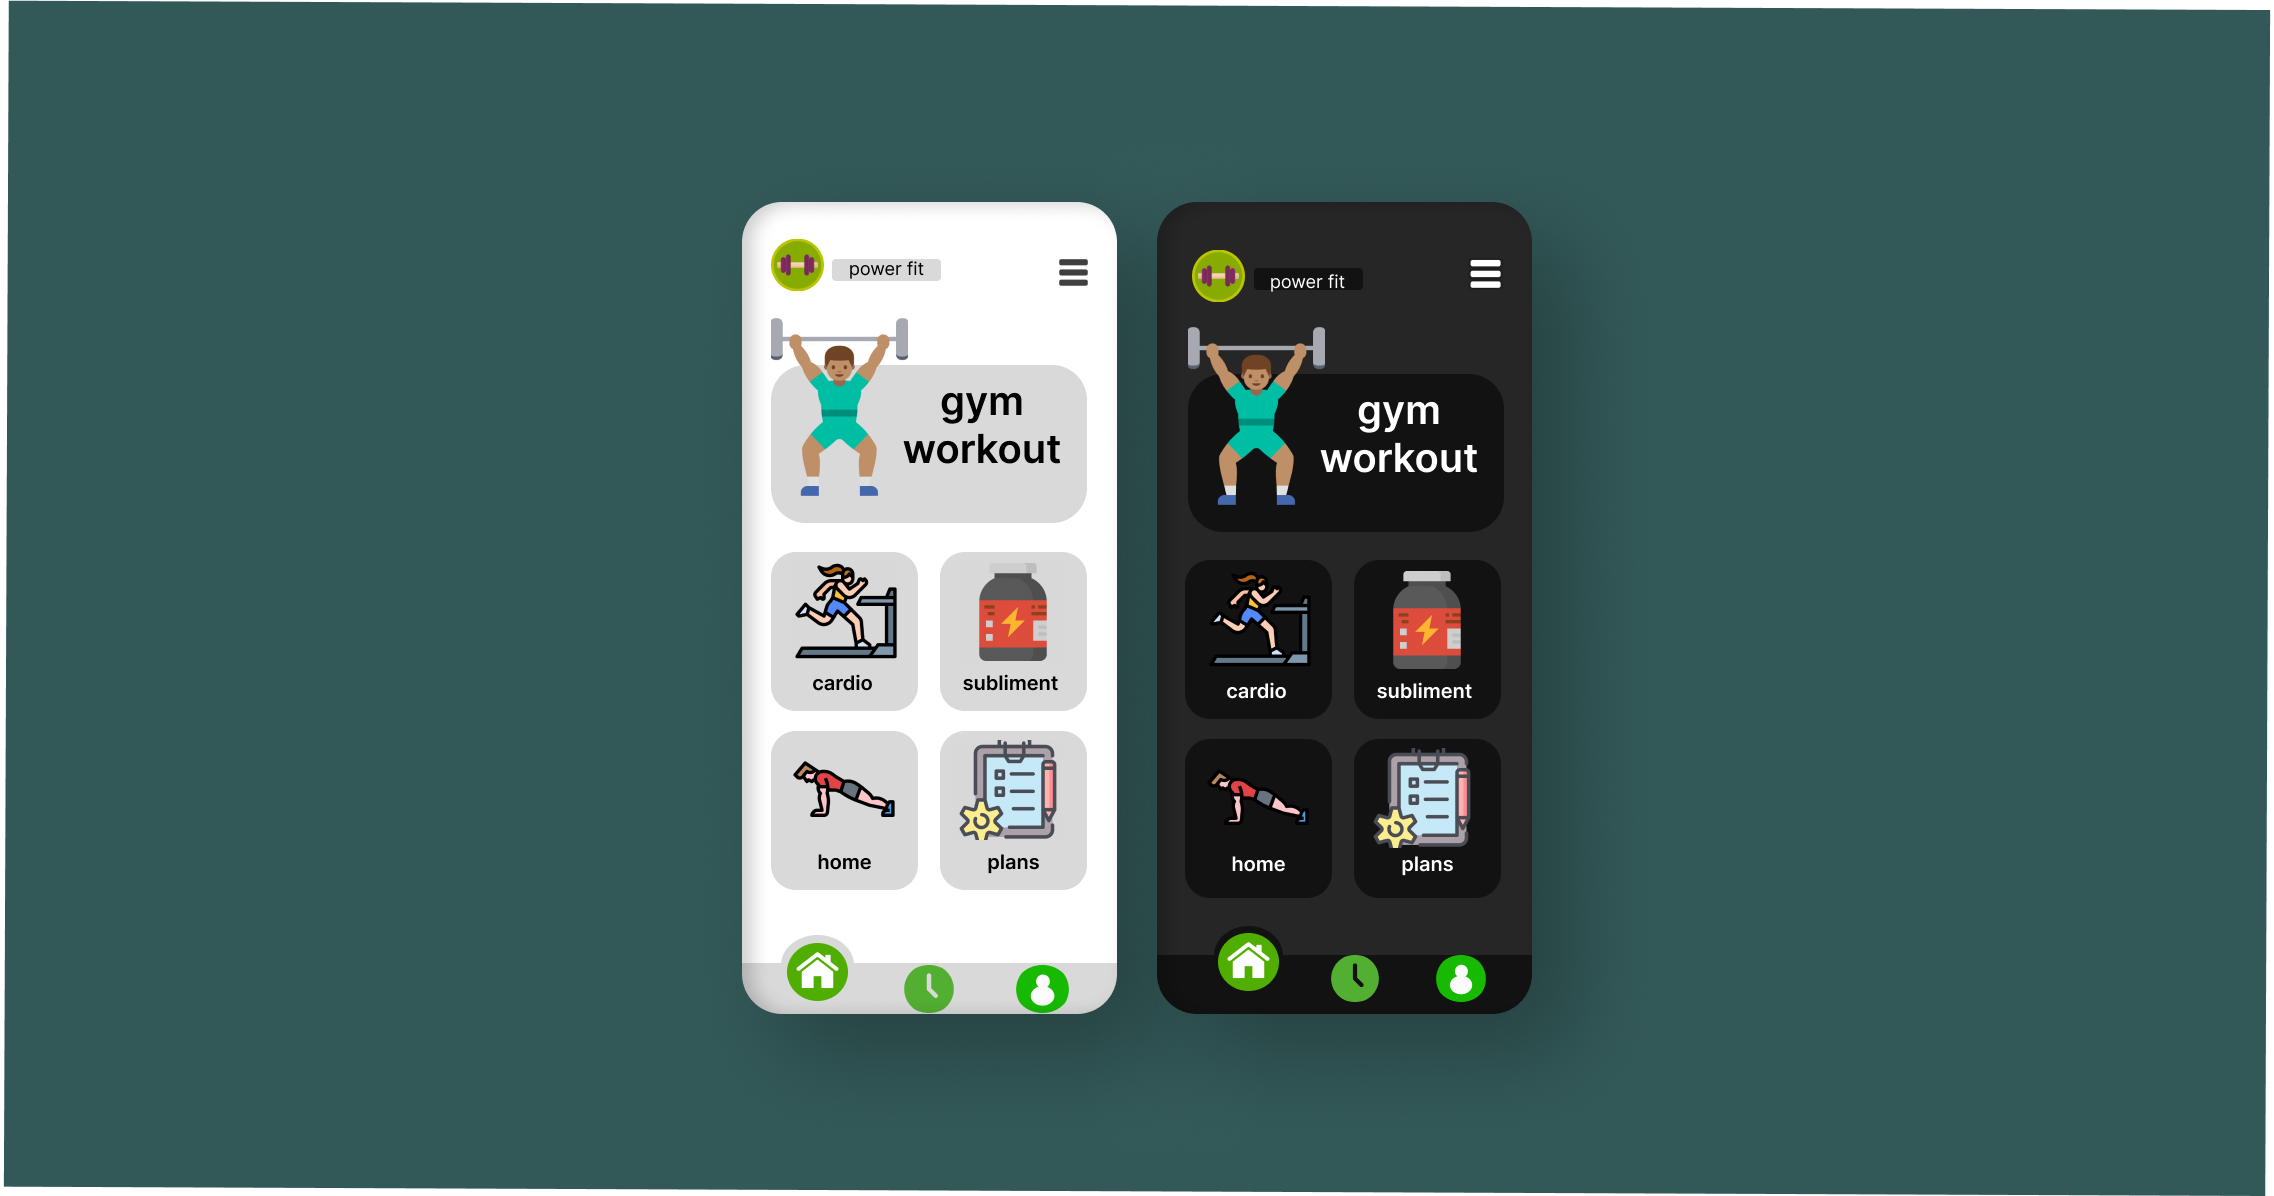 power fit
gym
workout
cardio
subliment
home
plans
power fit
gym
workout
cardio
subliment
home
plans